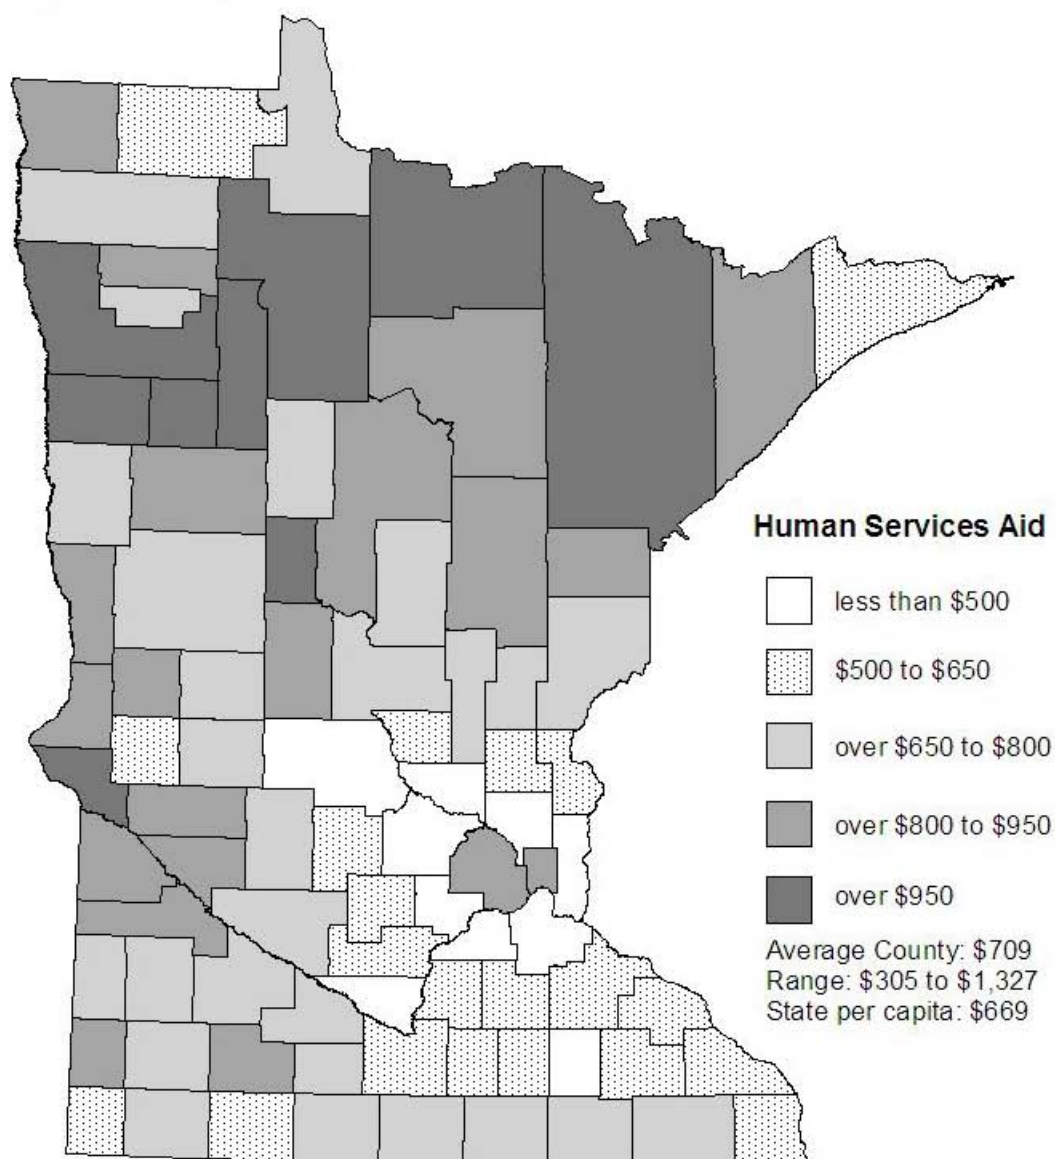 Human Services Aid
less than $500
$500 to $650
over $650 to $800
over $800 to $950
over $950
Average County: $709
Range: $305 to $1,327
State per capita: $669